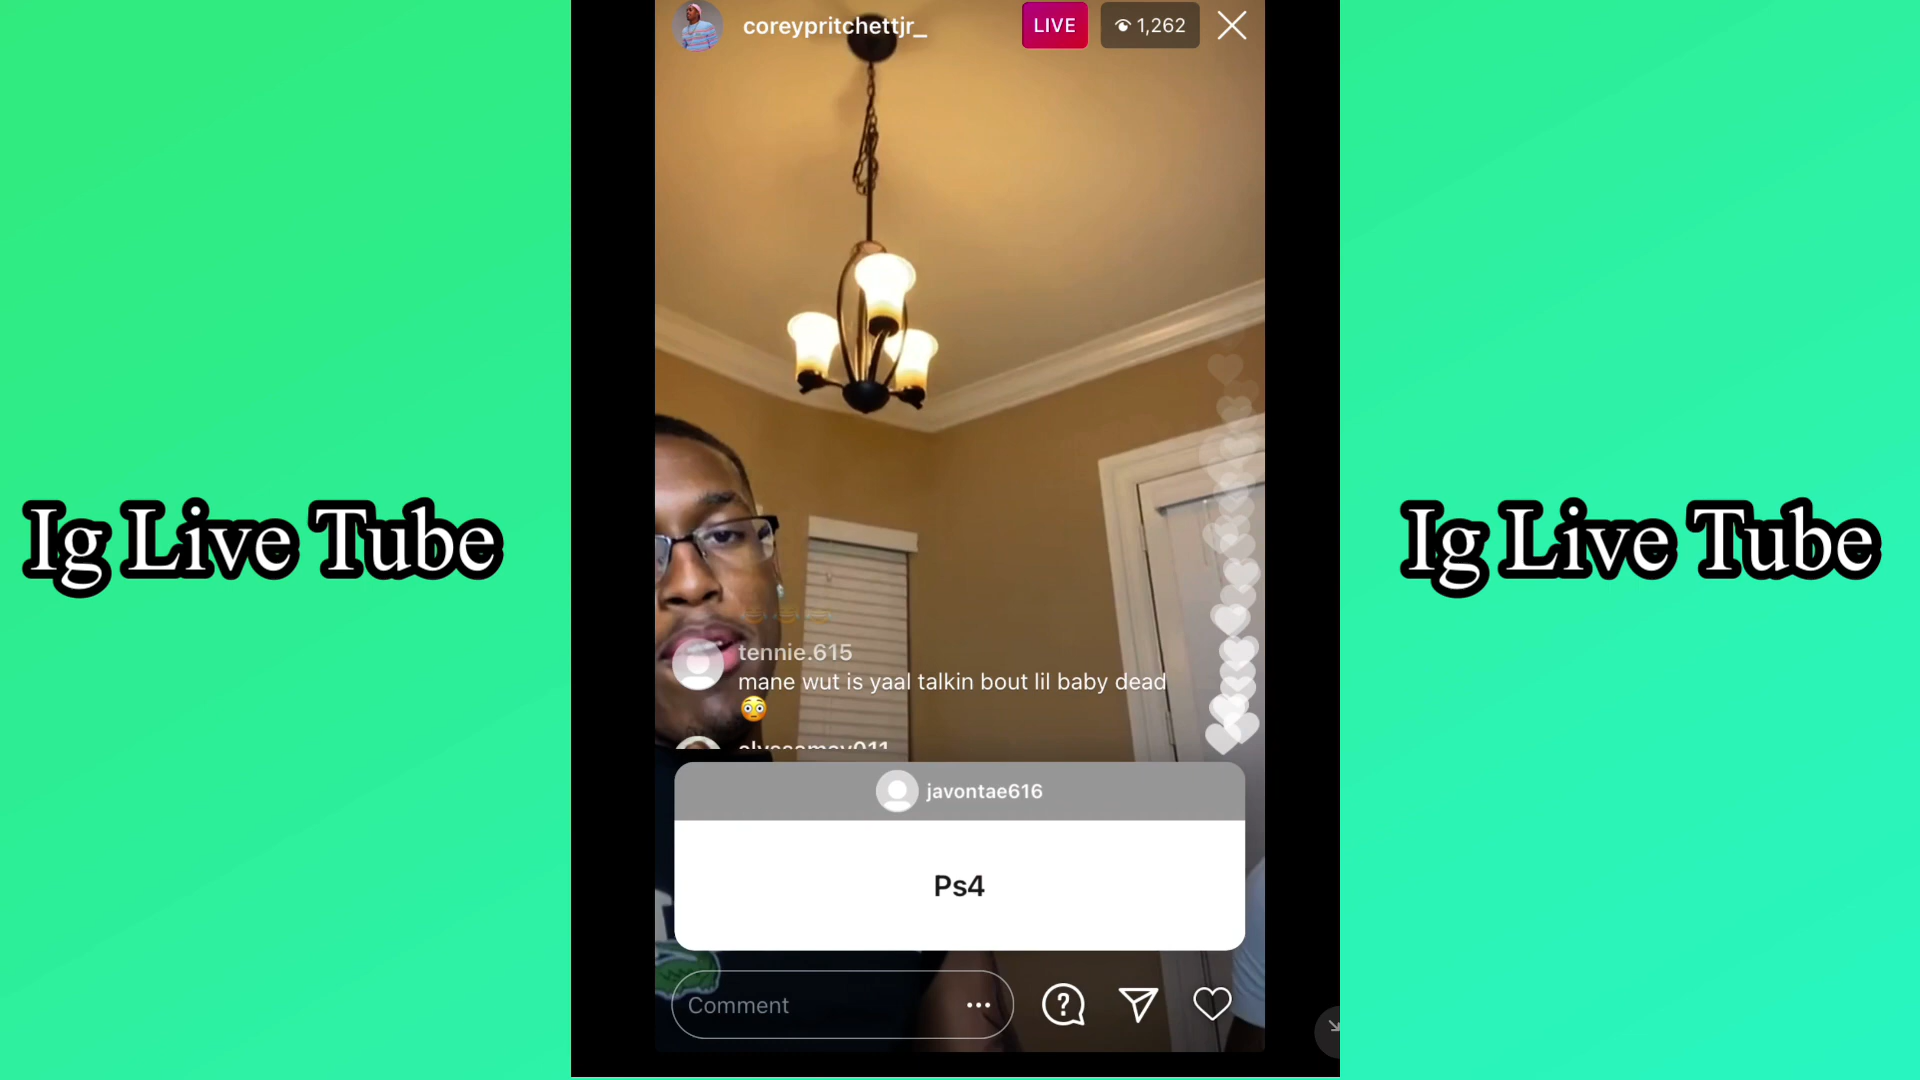 coreypritchettjr_
LIVE
1,262
Ig Live Tube
Ig Live Tube
tennie.615
mane wut is yaal talkin bout lil baby dead
😳
javontae616
Ps4
Comment